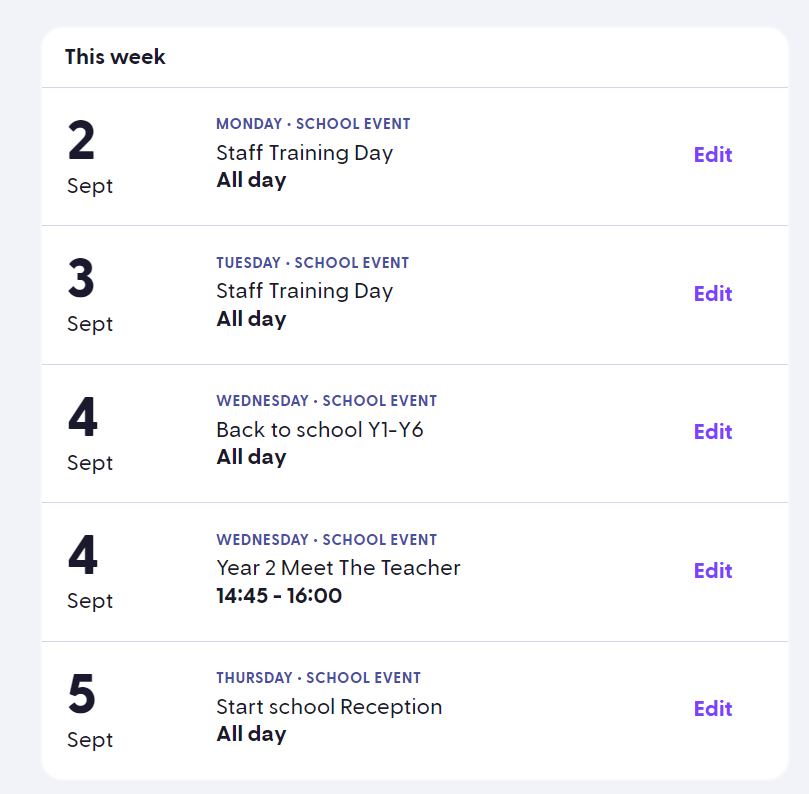 This week
2
Sept
MONDAY · SCHOOL EVENT
Staff Training Day
All day
Edit
3
Sept
TUESDAY · SCHOOL EVENT
Staff Training Day
All day
Edit
4
Sept
WEDNESDAY · SCHOOL EVENT
Back to school Y1-Y6
All day
Edit
4
Sept
WEDNESDAY · SCHOOL EVENT
Year 2 Meet The Teacher
14:45 - 16:00
Edit
5
Sept
THURSDAY · SCHOOL EVENT
Start school Reception
All day
Edit